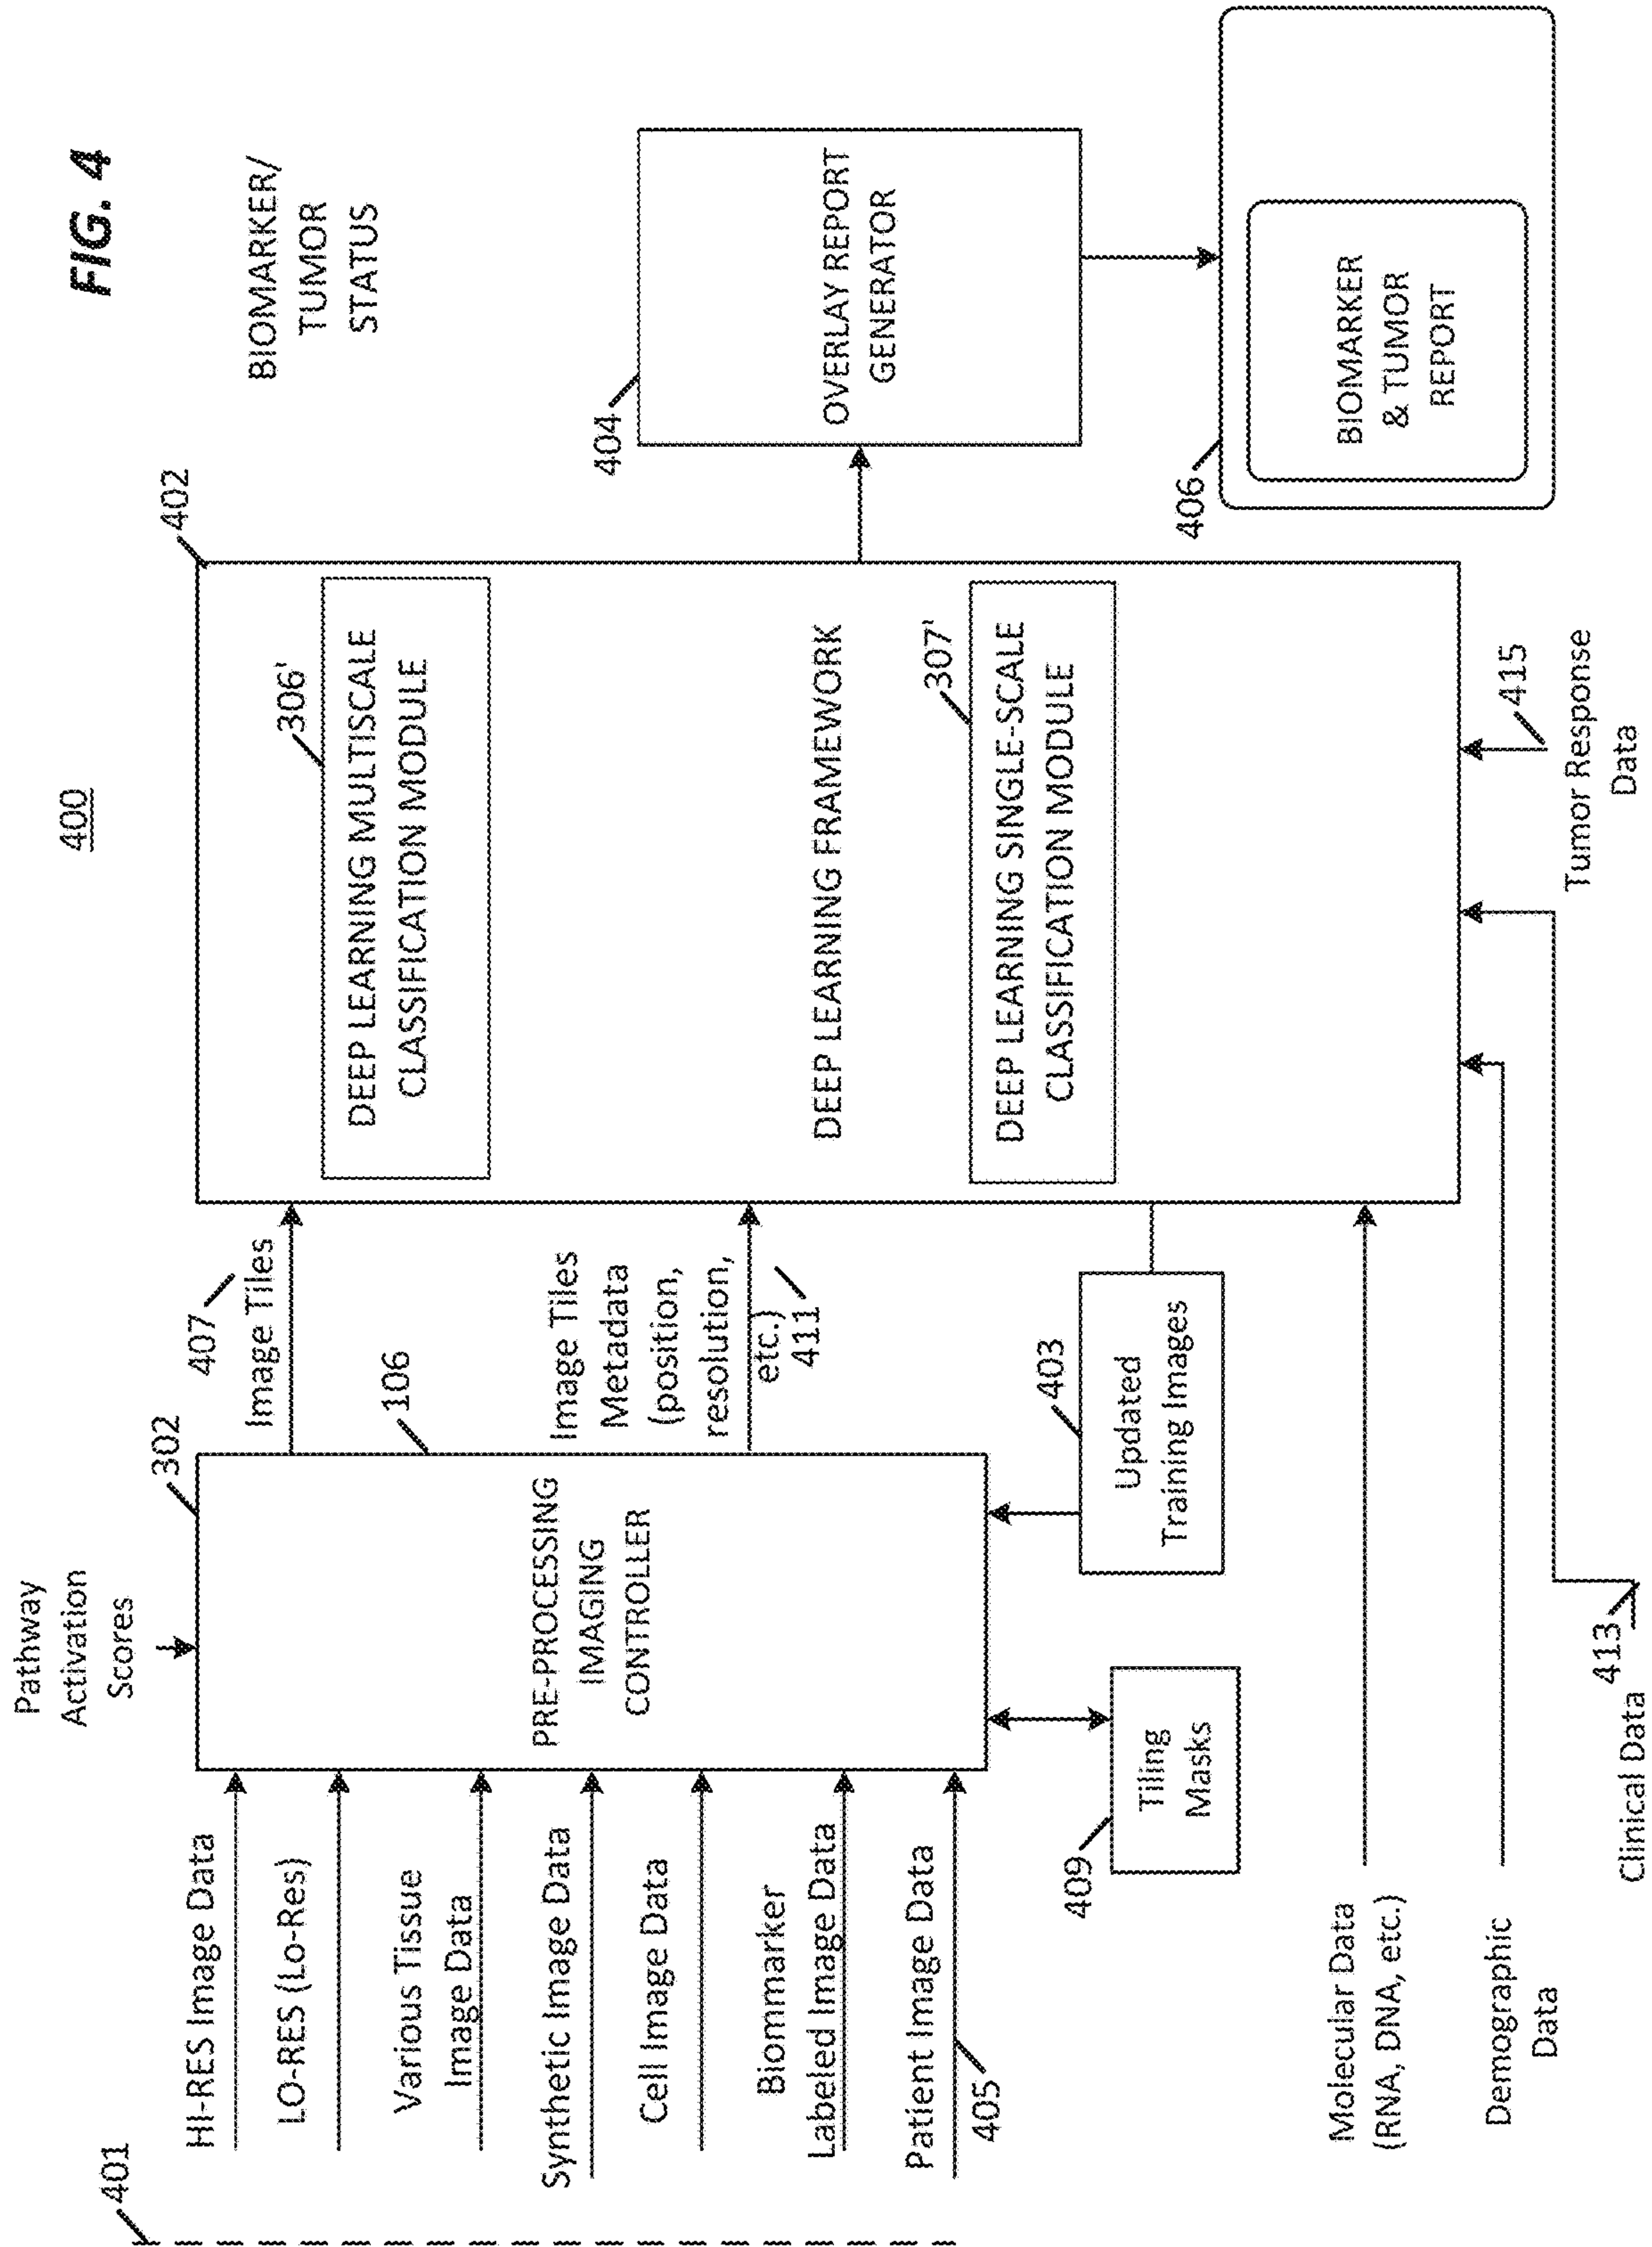 FIG. 4
400
BIOMARKER/
TUMOR
STATUS
Pathway
Activation
Scores
401
HI-RES Image Data
LO-RES (Lo-Res)
Various Tissue
Image Data
Synthetic Image Data
Cell Image Data
Biommarker
Labeled Image Data
Patient Image Data
405
302
106
PRE-PROCESSING
IMAGING
CONTROLLER
409
Tiling
Masks
403
Updated
Training Images
407
Image Tiles
Image Tiles
Metadata
(position,
resolution,
etc.)
411
402
306'
DEEP LEARNING MULTISCALE
CLASSIFICATION MODULE
DEEP LEARNING FRAMEWORK
307'
DEEP LEARNING SINGLE-SCALE
CLASSIFICATION MODULE
404
OVERLAY REPORT
GENERATOR
406
BIOMARKER
& TUMOR
REPORT
Molecular Data
(RNA, DNA, etc.)
Demographic
Data
Clinical Data
413
415
Tumor Response
Data